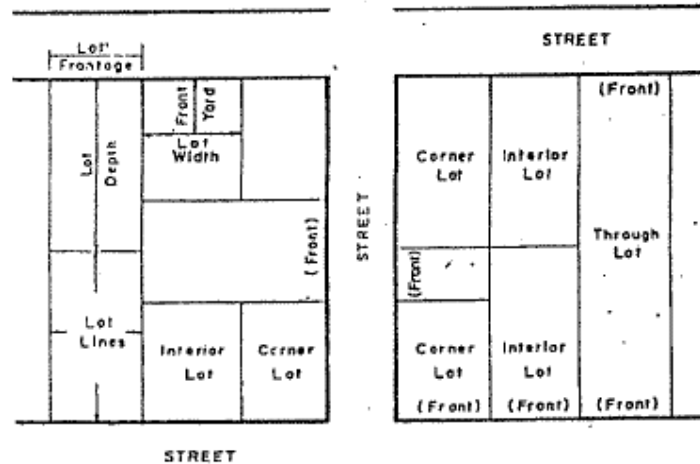 Lot
Frontage
Lot
Depth
Front
Yard
Lot
Width
(Front)
Lot
Lines
Interior
Lot
Corner
Lot
STREET
STREET
STREET
Corner
Lot
Interior
Lot
(Front)
Through
Lot
(Front)
Corner
Lot
(Front)
Interior
Lot
(Front)
(Front)